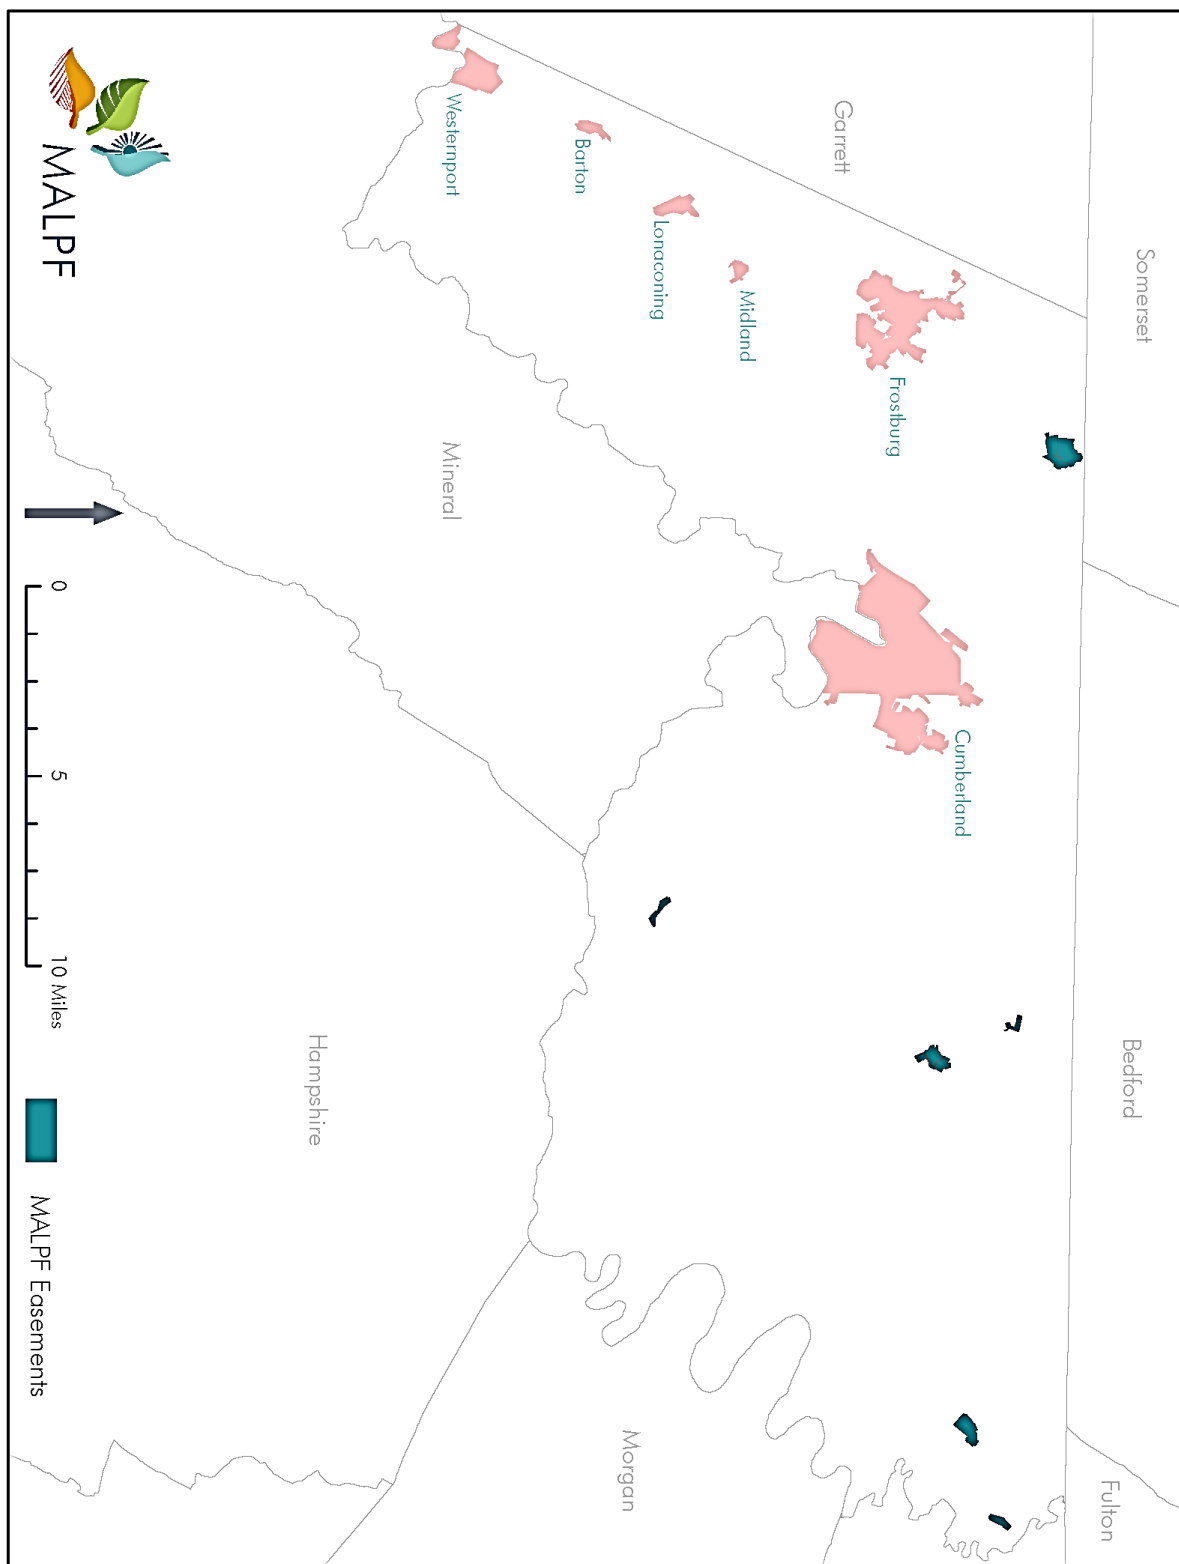 Somerset
Bedford
Fulton
Garrett
Frostburg
Cumberland
Midland
Lonaconing
Barton
Westernport
Mineral
Hampshire
Morgan
MALPF
0
5
10 Miles
MALPF Easements